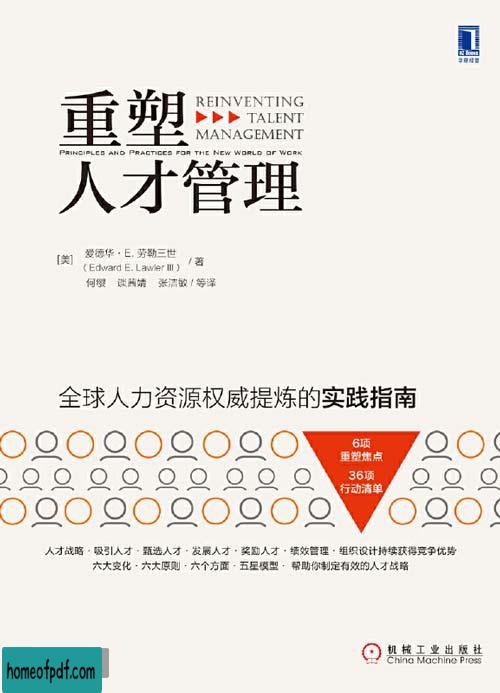 华章经管
重塑
REINVENTING
TALENT
MANAGEMENT
PRINCIPLES AND PRACTICES FOR THE NEW WORLD OF WORK
人才管理
[美] 爱德华·E. 劳勒三世
(Edward E. Lawler III) / 著
何缨 谈茜婧 张洁敏 / 等译
全球人力资源权威提炼的实践指南
6项
重塑焦点
36项
行动清单
人才战略·吸引人才·甄选人才·发展人才·奖励人才·绩效管理·组织设计持续获得竞争优势
六大变化·六大原则·六个方面·五星模型·帮助你制定有效的人才战略
机械工业出版社
China Machine Press
homeofpdf.com